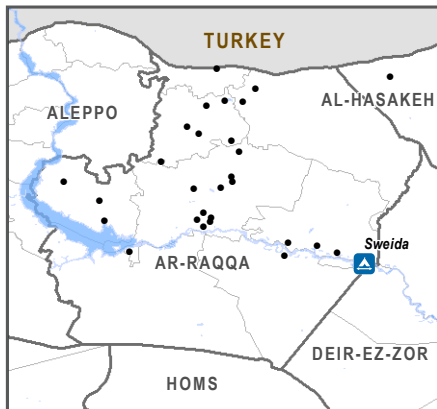 TURKEY
AL-HASAKEH
ALEPPO
Sweida
AR-RAQQA
DEIR-EZ-ZOR
HOMS